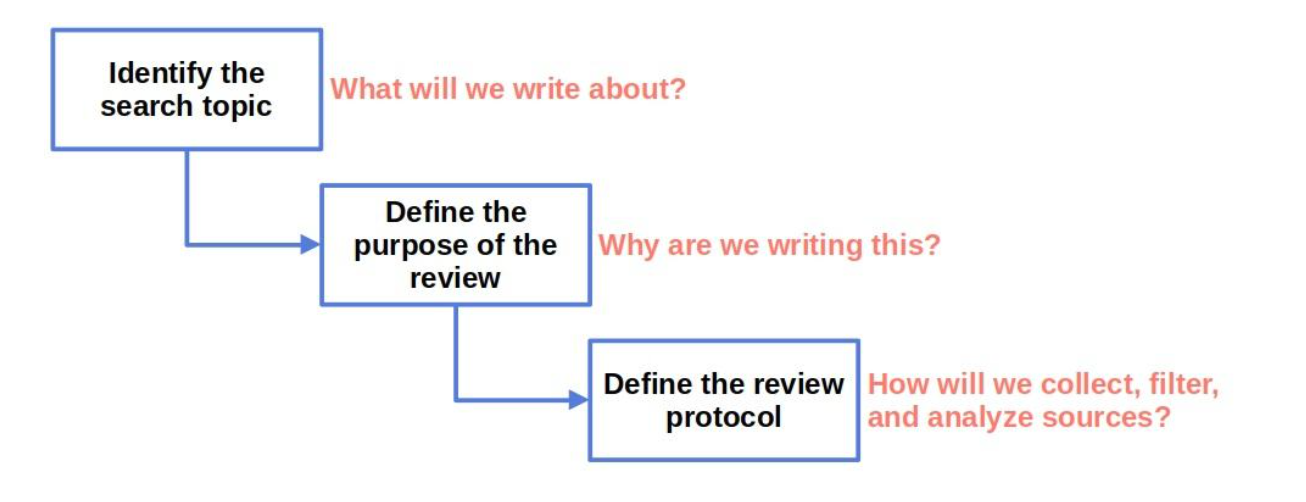 Identify the
search topic
What will we write about?
Define the
purpose of the
review
Why are we writing this?
Define the review
protocol
How will we collect, filter,
and analyze sources?